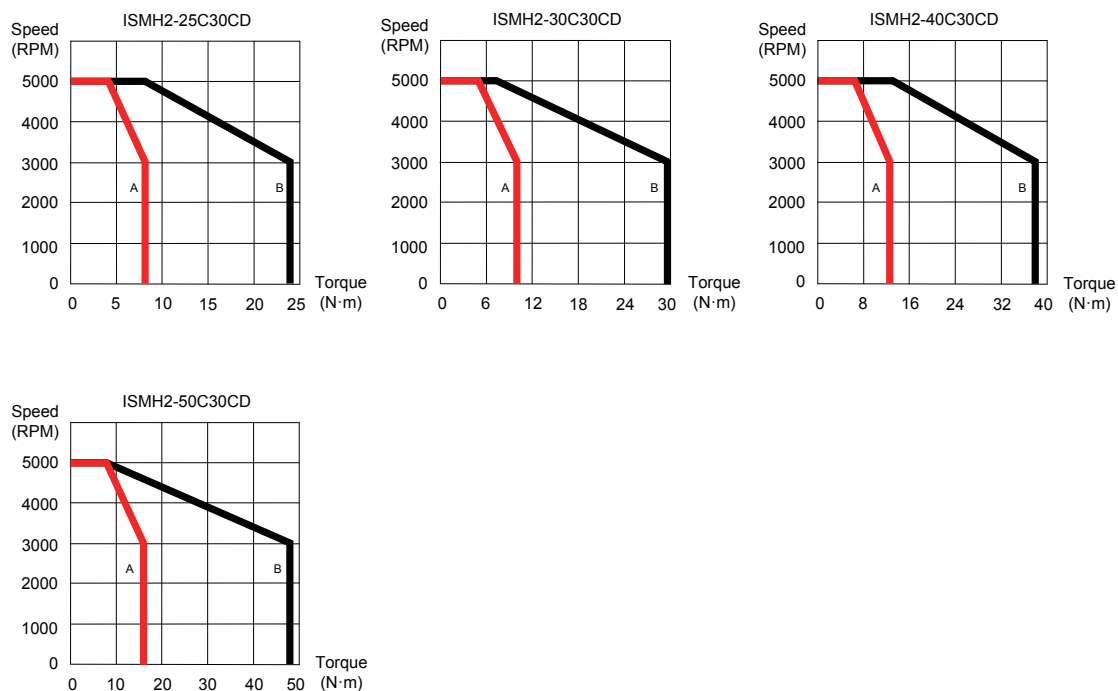 ISMH2-25C30CD
Speed
(RPM)
5000
4000
3000
2000
1000
0
A
B
0 5 10 15 20 25
Torque
(N·m)
ISMH2-30C30CD
Speed
(RPM)
5000
4000
3000
2000
1000
0
A
B
0 6 12 18 24 30
Torque
(N·m)
ISMH2-40C30CD
Speed
(RPM)
5000
4000
3000
2000
1000
0
A
B
0 8 16 24 32 40
Torque
(N·m)
ISMH2-50C30CD
Speed
(RPM)
5000
4000
3000
2000
1000
0
A
B
0 10 20 30 40 50
Torque
(N·m)